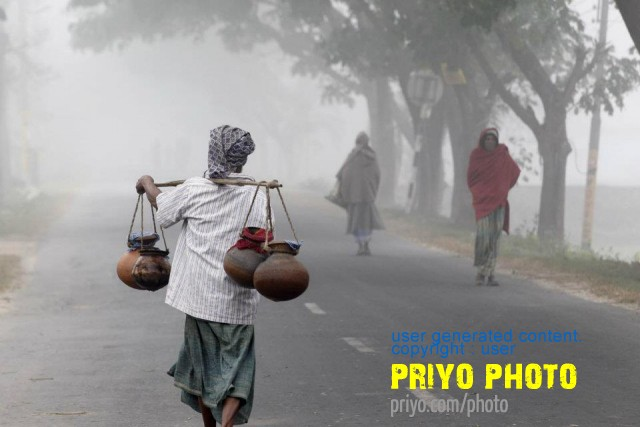 user generated content
copyright : user
PRIYO PHOTO
priyo.com/photo